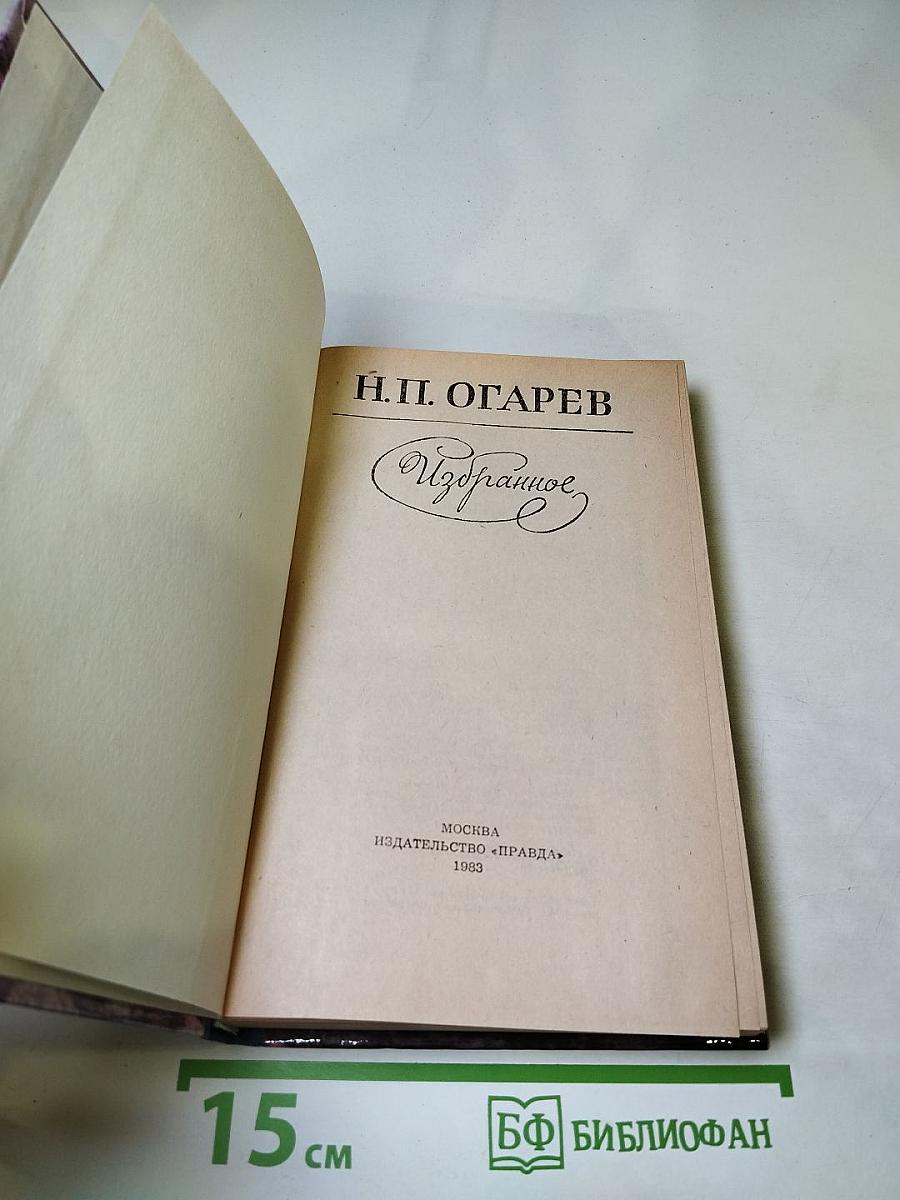 Н.П. ОГАРЕВ
Избранное
МОСКВА
ИЗДАТЕЛЬСТВО «ПРАВДА»
1983
15 см
БФ БИБЛИОФАН